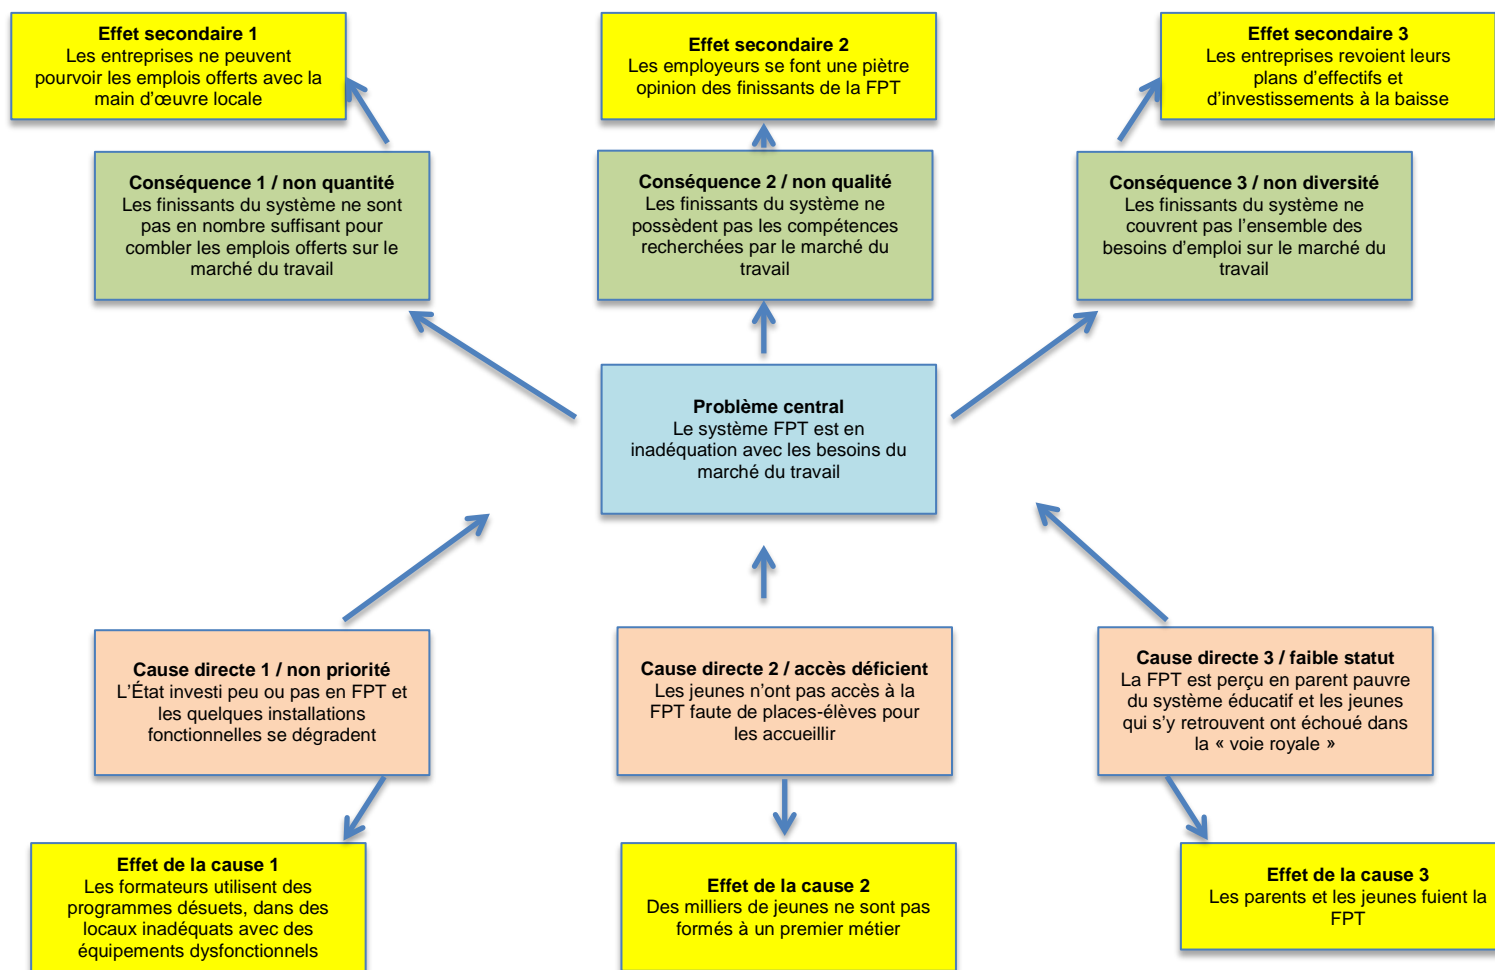 Effet secondaire 1
Les entreprises ne peuvent
pourvoir les emplois offerts avec la
main d'œuvre locale
Effet secondaire 2
Les employeurs se font une piètre
opinion des finissants de la FPT
Effet secondaire 3
Les entreprises revoient leurs
plans d'effectifs et
d'investissements à la baisse
Conséquence 1 / non quantité
Les finissants du système ne sont
pas en nombre suffisant pour
combler les emplois offerts sur le
marché du travail
Conséquence 2 / non qualité
Les finissants du système ne
possèdent pas les compétences
recherchées par le marché du
travail
Conséquence 3 / non diversité
Les finissants du système ne
couvrent pas l'ensemble des
besoins d'emploi sur le marché du
travail
Problème central
Le système FPT est en
inadéquation avec les besoins du
marché du travail
Cause directe 1 / non priorité
L'État investi peu ou pas en FPT et
les quelques installations
fonctionnelles se dégradent
Cause directe 2 / accès déficient
Les jeunes n'ont pas accès à la
FPT faute de places-élèves pour
les accueillir
Cause directe 3 / faible statut
La FPT est perçu en parent pauvre
du système éducatif et les jeunes
qui s'y retrouvent ont échoué dans
la « voie royale »
Effet de la cause 1
Les formateurs utilisent des
programmes désuets, dans des
locaux inadéquats avec des
équipements dysfonctionnels
Effet de la cause 2
Des milliers de jeunes ne sont pas
formés à un premier métier
Effet de la cause 3
Les parents et les jeunes fuient la
FPT